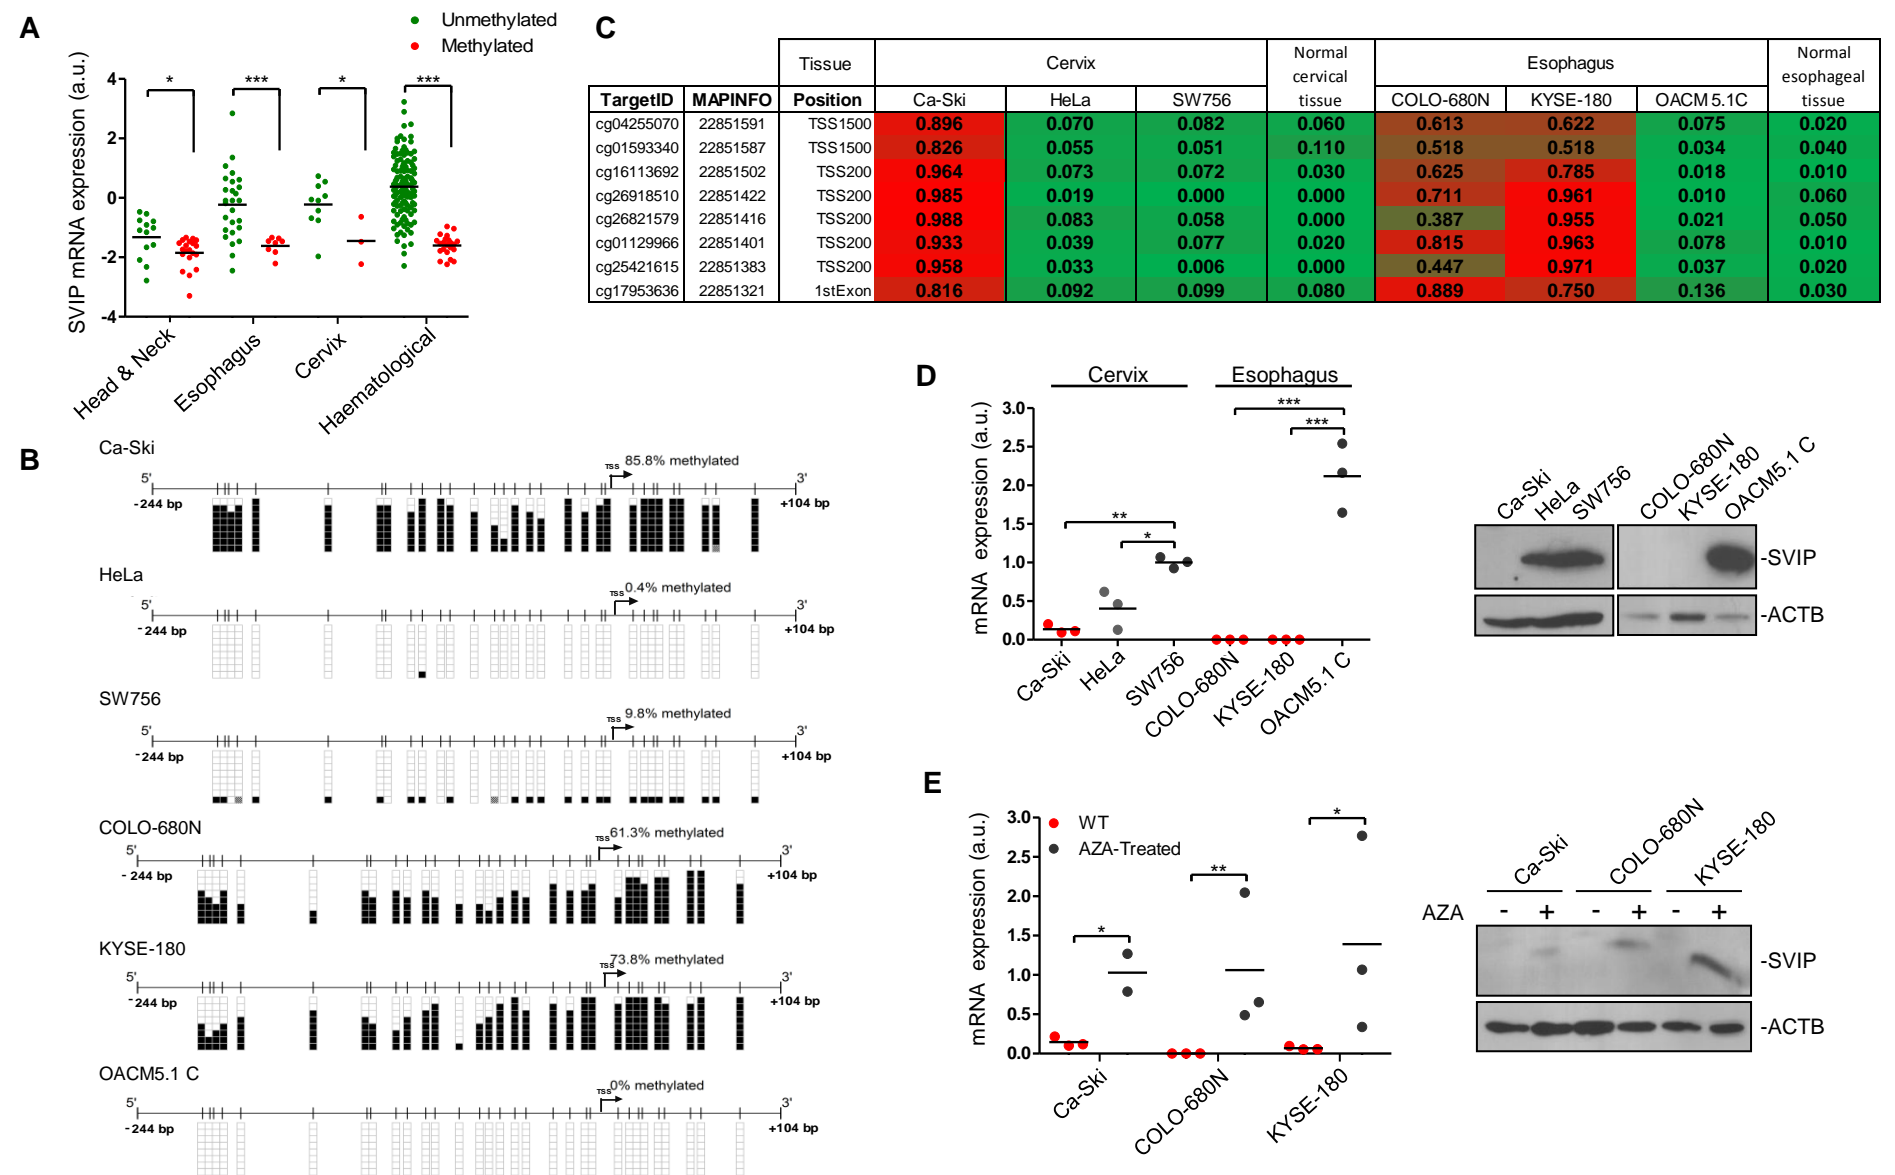 A
Unmethylated
Methylated
SVIP mRNA expression (a.u.)
4
2
0
-2
-4
*
***
*
***
Head & Neck
Esophagus
Cervix
Haematological
B
Ca-Ski
TSS
85.8% methylated
5'
3'
-244 bp
+104 bp
HeLa
TSS
0.4% methylated
5'
3'
-244 bp
+104 bp
SW756
TSS
9.8% methylated
5'
3'
-244 bp
+104 bp
COLO-680N
TSS
61.3% methylated
5'
3'
-244 bp
+104 bp
KYSE-180
TSS
73.8% methylated
5'
3'
-244 bp
+104 bp
OACM5.1 C
TSS
0% methylated
5'
3'
-244 bp
+104 bp
C
Tissue Cervix Normal cervical tissue Esophagus Normal esophageal tissue
TargetID MAPINFO Position Ca-Ski HeLa SW756 COLO-680N KYSE-180 OACM 5.1C
cg04255070 22851591 TSS1500 0.896 0.070 0.082 0.060 0.613 0.622 0.075 0.020
cg01593340 22851587 TSS1500 0.826 0.055 0.051 0.110 0.518 0.518 0.034 0.040
cg16113692 22851502 TSS200 0.964 0.073 0.072 0.030 0.625 0.785 0.018 0.010
cg26918510 22851422 TSS200 0.985 0.019 0.000 0.000 0.711 0.961 0.010 0.060
cg26821579 22851416 TSS200 0.988 0.083 0.058 0.000 0.387 0.955 0.021 0.050
cg01129966 22851401 TSS200 0.933 0.039 0.077 0.020 0.815 0.963 0.078 0.010
cg25421615 22851383 TSS200 0.958 0.033 0.006 0.000 0.447 0.971 0.037 0.020
cg17953636 22851321 1stExon 0.816 0.092 0.099 0.080 0.889 0.750 0.136 0.030
D
Cervix
Esophagus
mRNA expression (a.u.)
3.0
2.5
2.0
1.5
1.0
0.5
0.0
**
*
***
***
Ca-Ski
HeLa
SW756
COLO-680N
KYSE-180
OACM5.1 C
Ca-Ski
HeLa
SW756
COLO-680N
KYSE-180
OACM5.1 C
-SVIP
-ACTB
E
WT
AZA-Treated
mRNA expression (a.u.)
3.0
2.5
2.0
1.5
1.0
0.5
0.0
*
**
*
Ca-Ski
COLO-680N
KYSE-180
Ca-Ski
COLO-680N
KYSE-180
AZA - + - + - +
-SVIP
-ACTB